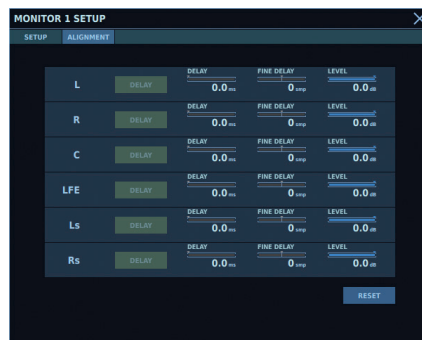 MONITOR 1 SETUP
SETUP ALIGNMENT
DELAY FINE DELAY LEVEL
L DELAY 0.0 ms 0 smp 0.0 dB
DELAY FINE DELAY LEVEL
R DELAY 0.0 ms 0 smp 0.0 dB
DELAY FINE DELAY LEVEL
C DELAY 0.0 ms 0 smp 0.0 dB
DELAY FINE DELAY LEVEL
LFE DELAY 0.0 ms 0 smp 0.0 dB
DELAY FINE DELAY LEVEL
Ls DELAY 0.0 ms 0 smp 0.0 dB
DELAY FINE DELAY LEVEL
Rs DELAY 0.0 ms 0 smp 0.0 dB
RESET